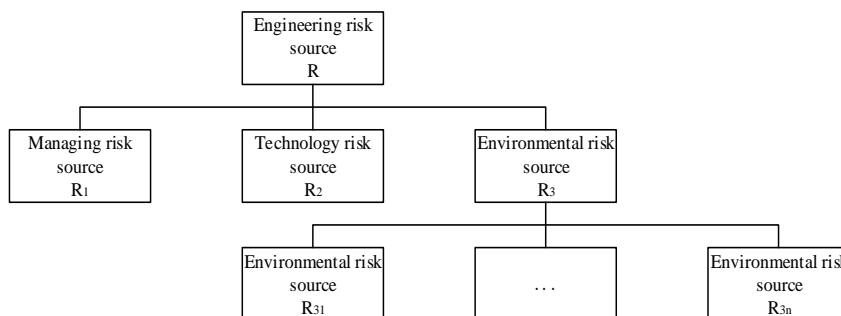 Engineering risk
source
R
Managing risk
source
R1
Technology risk
source
R2
Environmental risk
source
R3
Environmental risk
source
R31
...
Environmental risk
source
R3n